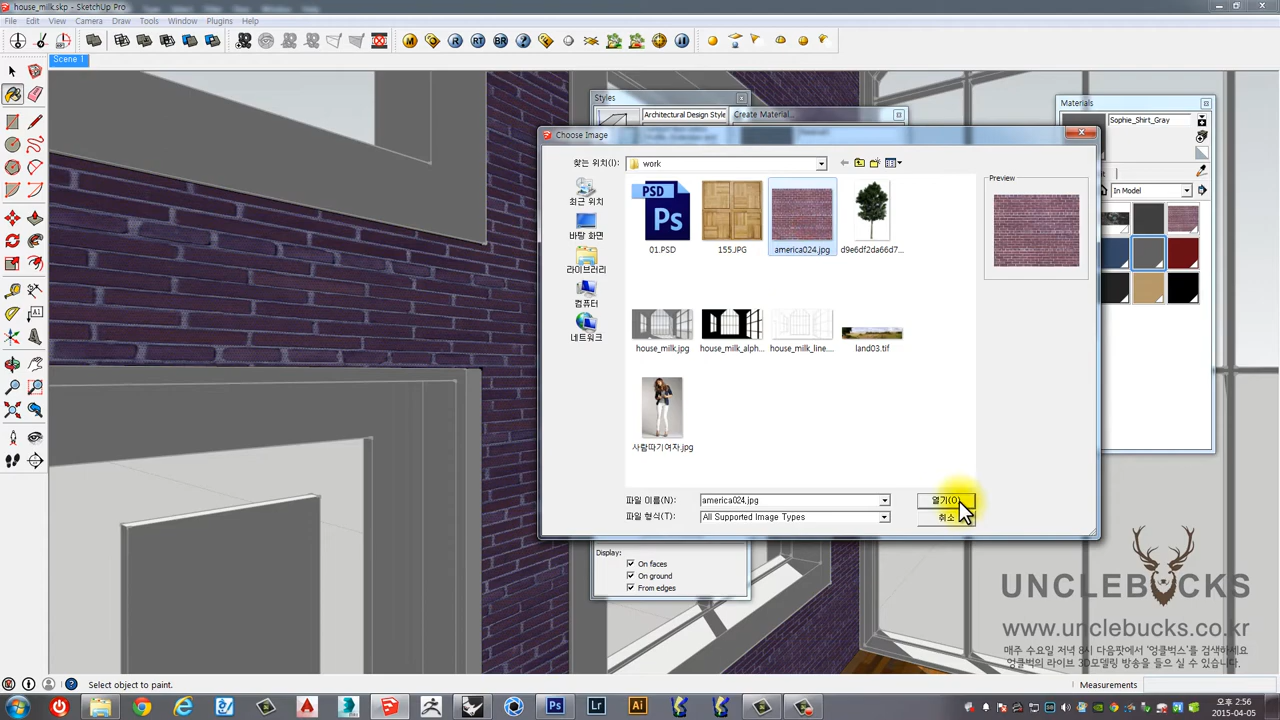 house_milk.skp - SketchUp Pro
File Edit View Camera Draw Tools Window Plugins Help
Scene 1
Styles
Architectural Design Style
Create Material...
Materials
Sophie_Shirt_Gray
In Model
Choose Image
찾는 위치(I):
work
최근 위치
바탕 화면
라이브러리
컴퓨터
네트워크
PSD
Ps
01.PSD
155.JPG
america024.jpg
d9e6df2da66d7...
house_milk.jpg
house_milk_alph...
house_milk_line...
land03.tif
사람따기여자.jpg
Preview
파일 이름(N):
america024.jpg
열기(O)
파일 형식(T):
All Supported Image Types
취소
Display:
On faces
On ground
From edges
UNCLEBUCKS
www.unclebucks.co.kr
매주 수요일 저녁 8시 다음팟에서 '엉클벅스'를 검색하세요
엉클벅의 라이브 3D모델링 방송을 들으 실 수 있습니다.
Select object to paint.
Measurements
오후 2:56
2015-04-05